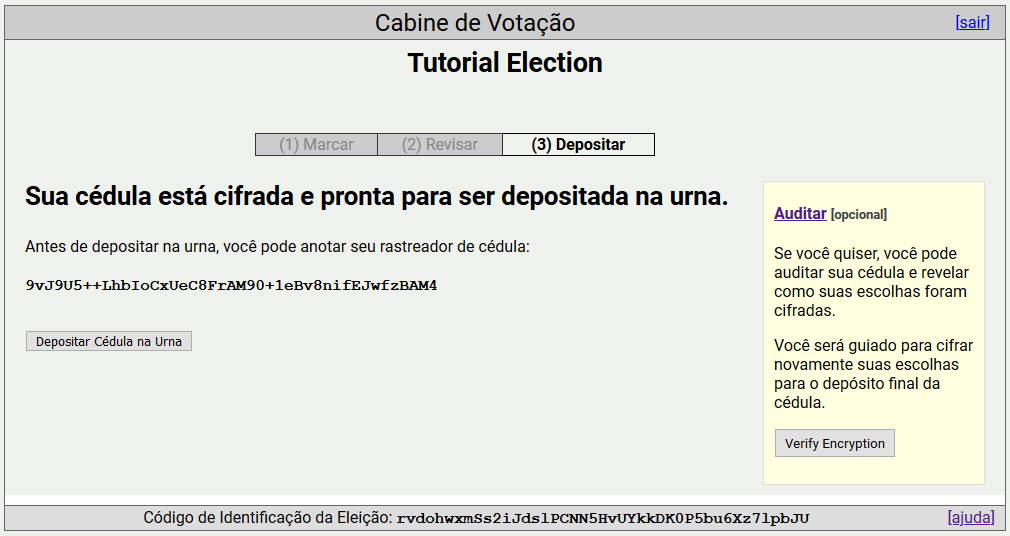 Cabine de Votação
[sair]
Tutorial Election
(1) Marcar
(2) Revisar
(3) Depositar
Sua cédula está cifrada e pronta para ser depositada na urna.
Antes de depositar na urna, você pode anotar seu rastreador de cédula:
9vJ9U5++LhbIoCxUeC8FrAM90+1eBv8nifEJwfzBAM4
Depositar Cédula na Urna
Auditar [opcional]
Se você quiser, você pode
auditar sua cédula e revelar
como suas escolhas foram
cifradas.
Você será guiado para cifrar
novamente suas escolhas
para o depósito final da
cédula.
Verify Encryption
Código de Identificação da Eleição: rvdohwxmSs2iJdslPCNN5HvUYkkDK0P5bu6Xz7lpbJU
[ajuda]